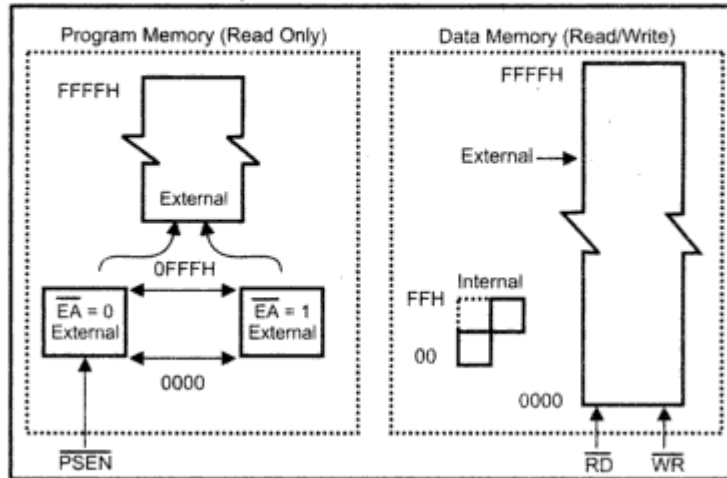 Program Memory (Read Only)
FFFFH
External
0FFFH
EA = 0
External
EA = 1
External
0000
PSEN
Data Memory (Read/Write)
FFFFH
External
Internal
FFH
00
0000
RD
WR